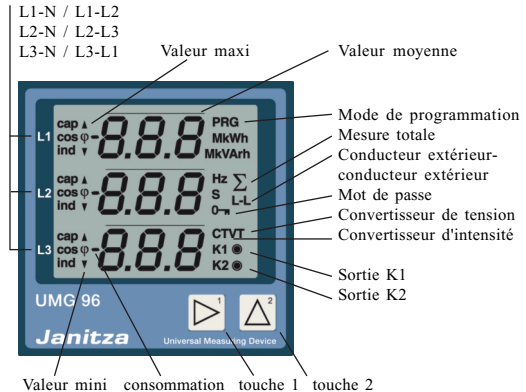 L1-N / L1-L2
L2-N / L2-L3
L3-N / L3-L1
Valeur maxi
Valeur moyenne
Mode de programmation
Mesure totale
Conducteur extérieur-
conducteur extérieur
Mot de passe
Convertisseur de tension
Convertisseur d'intensité
Sortie K1
Sortie K2
L1
cap ▲
cos φ
ind ▼
-8.8.8
PRG
MkWh
MkVArh
L2
cap ▲
cos φ
ind ▼
-8.8.8
Hz Σ
S L-L
L3
cap ▲
cos φ
ind ▼
-8.8.8
CTVT
K1
K2
UMG 96
1
2
Janitza
Universal Measuring Device
Valeur mini consommation touche 1 touche 2